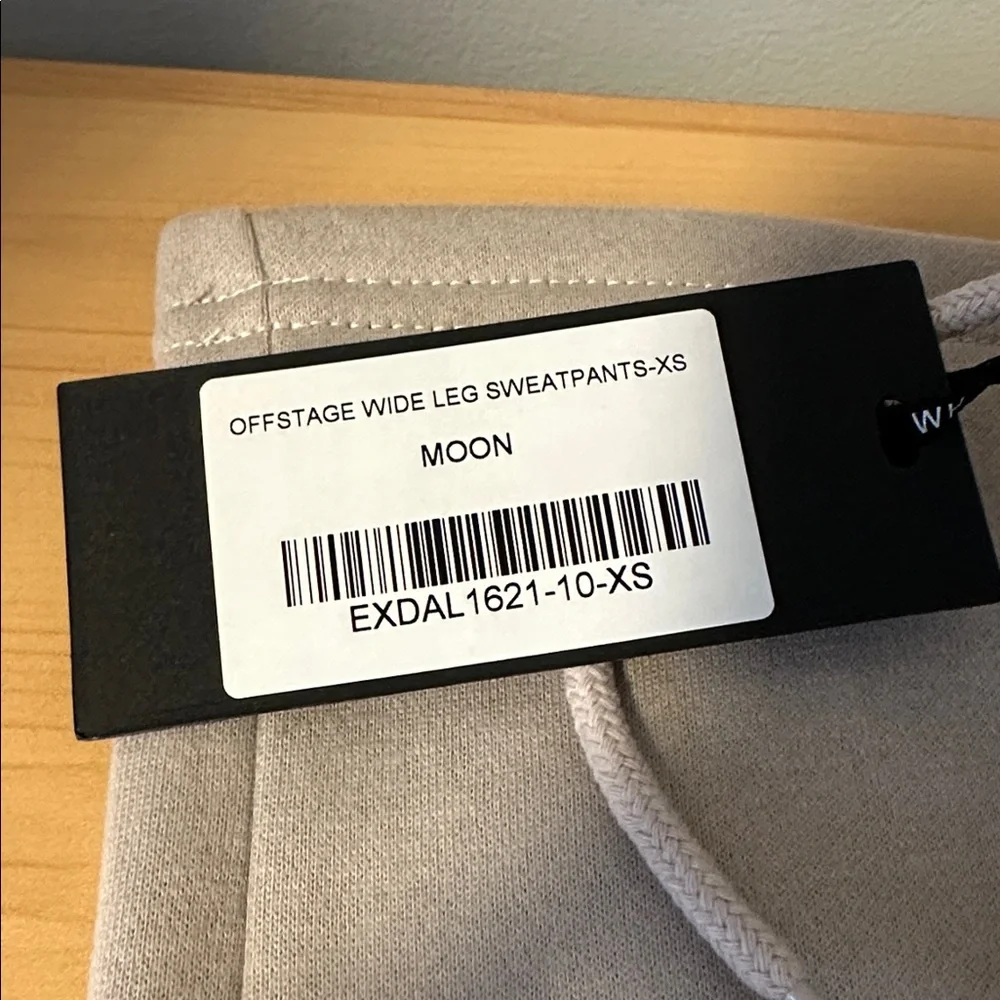 OFFSTAGE WIDE LEG SWEATPANTS-XS
MOON
EXDAL1621-10-XS